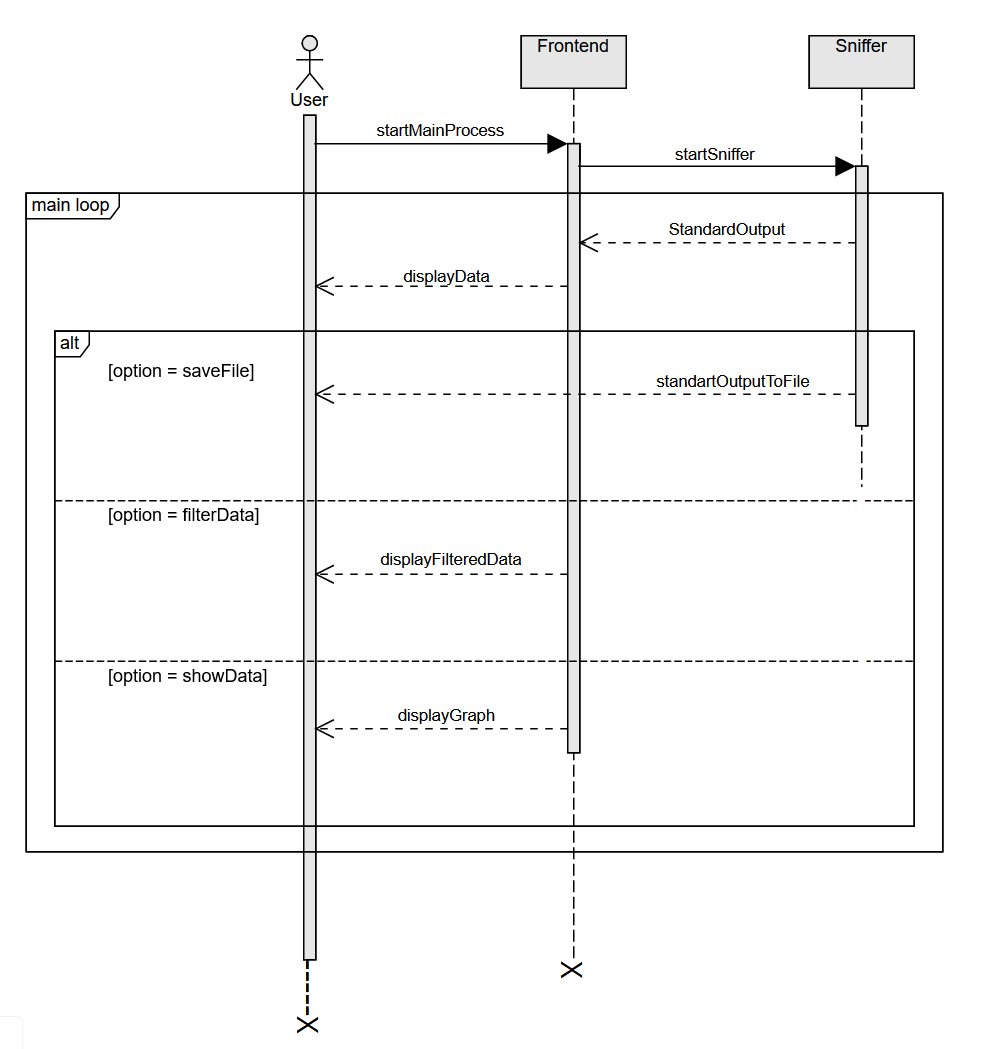 Frontend
Sniffer
User
startMainProcess
startSniffer
main loop
StandardOutput
displayData
alt
[option = saveFile]
standartOutputToFile
[option = filterData]
displayFilteredData
[option = showData]
displayGraph
X
X